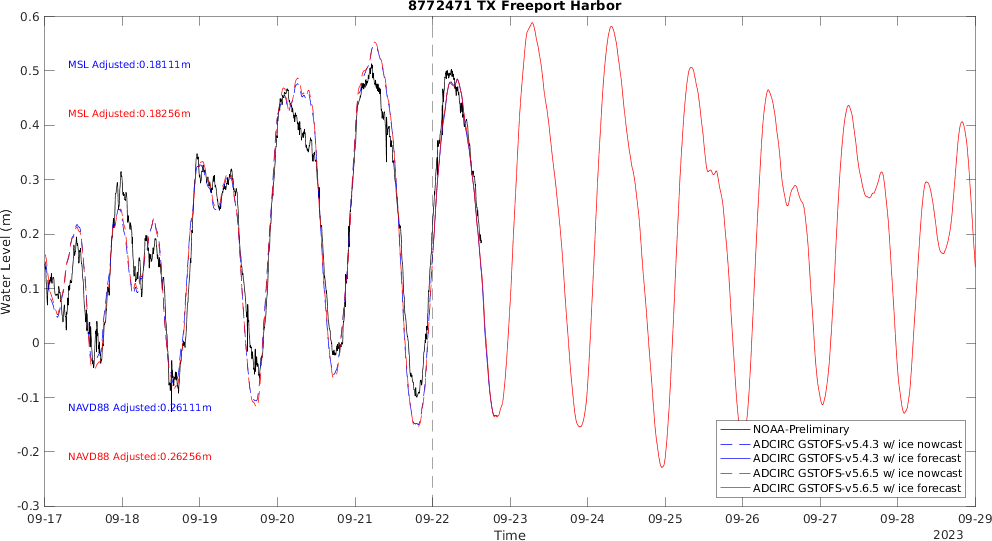 8772471 TX Freeport Harbor
0.6
0.5
0.4
0.3
0.2
0.1
0
-0.1
-0.2
-0.3
Water Level (m)
MSL Adjusted:0.18111m
MSL Adjusted:0.18256m
NAVD88 Adjusted:0.26111m
NAVD88 Adjusted:0.26256m
NOAA-Preliminary
ADCIRC GSTOFS-v5.4.3 w/ ice nowcast
ADCIRC GSTOFS-v5.4.3 w/ ice forecast
ADCIRC GSTOFS-v5.6.5 w/ ice nowcast
ADCIRC GSTOFS-v5.6.5 w/ ice forecast
09-17 09-18 09-19 09-20 09-21 09-22 09-23 09-24 09-25 09-26 09-27 09-28 09-29
Time
2023